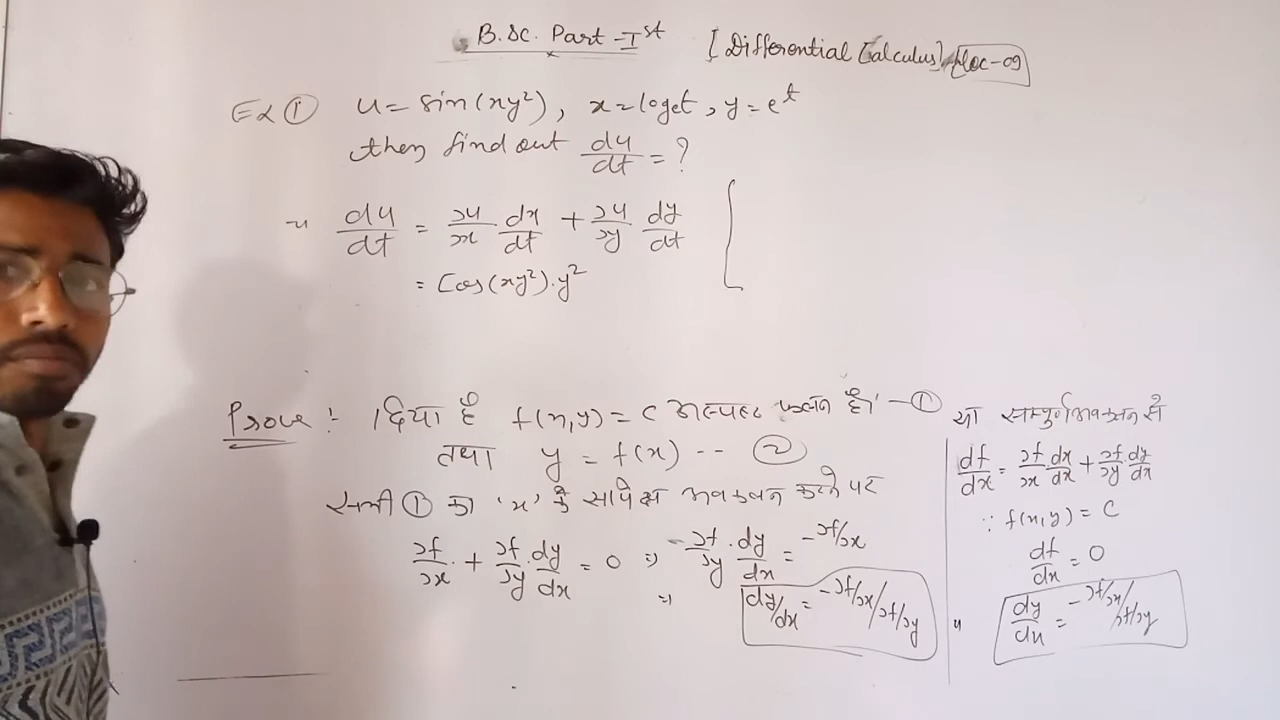 B.Sc. Part-Ist [Differential Calculus] Lec-09
Ex ① u = sin(xy²), x = loget, y = e^t
then find out du/dt = ?
du/dt = ∂u/∂x dx/dt + ∂u/∂y dy/dt
= Cos(xy²).y²
Prove :- दिया है f(x,y) = c अस्पष्ट फलन है। - ①
तथा y = f(x) -- ②
समी ① का 'x' के सापेक्ष अवकलन करने पर
∂f/∂x. + ∂f/∂y.dy/dx = 0 => -∂f/∂y.dy/dx = -∂f/∂x
=> dy/dx = -∂f/∂x/∂f/∂y
या सम्पूर्ण अवकलन से
df/dx = ∂f/∂x.dx/dx + ∂f/∂y.dy/dx
∵ f(x,y) = c
df/dx = 0
dy/dx = -∂f/∂x/∂f/∂y